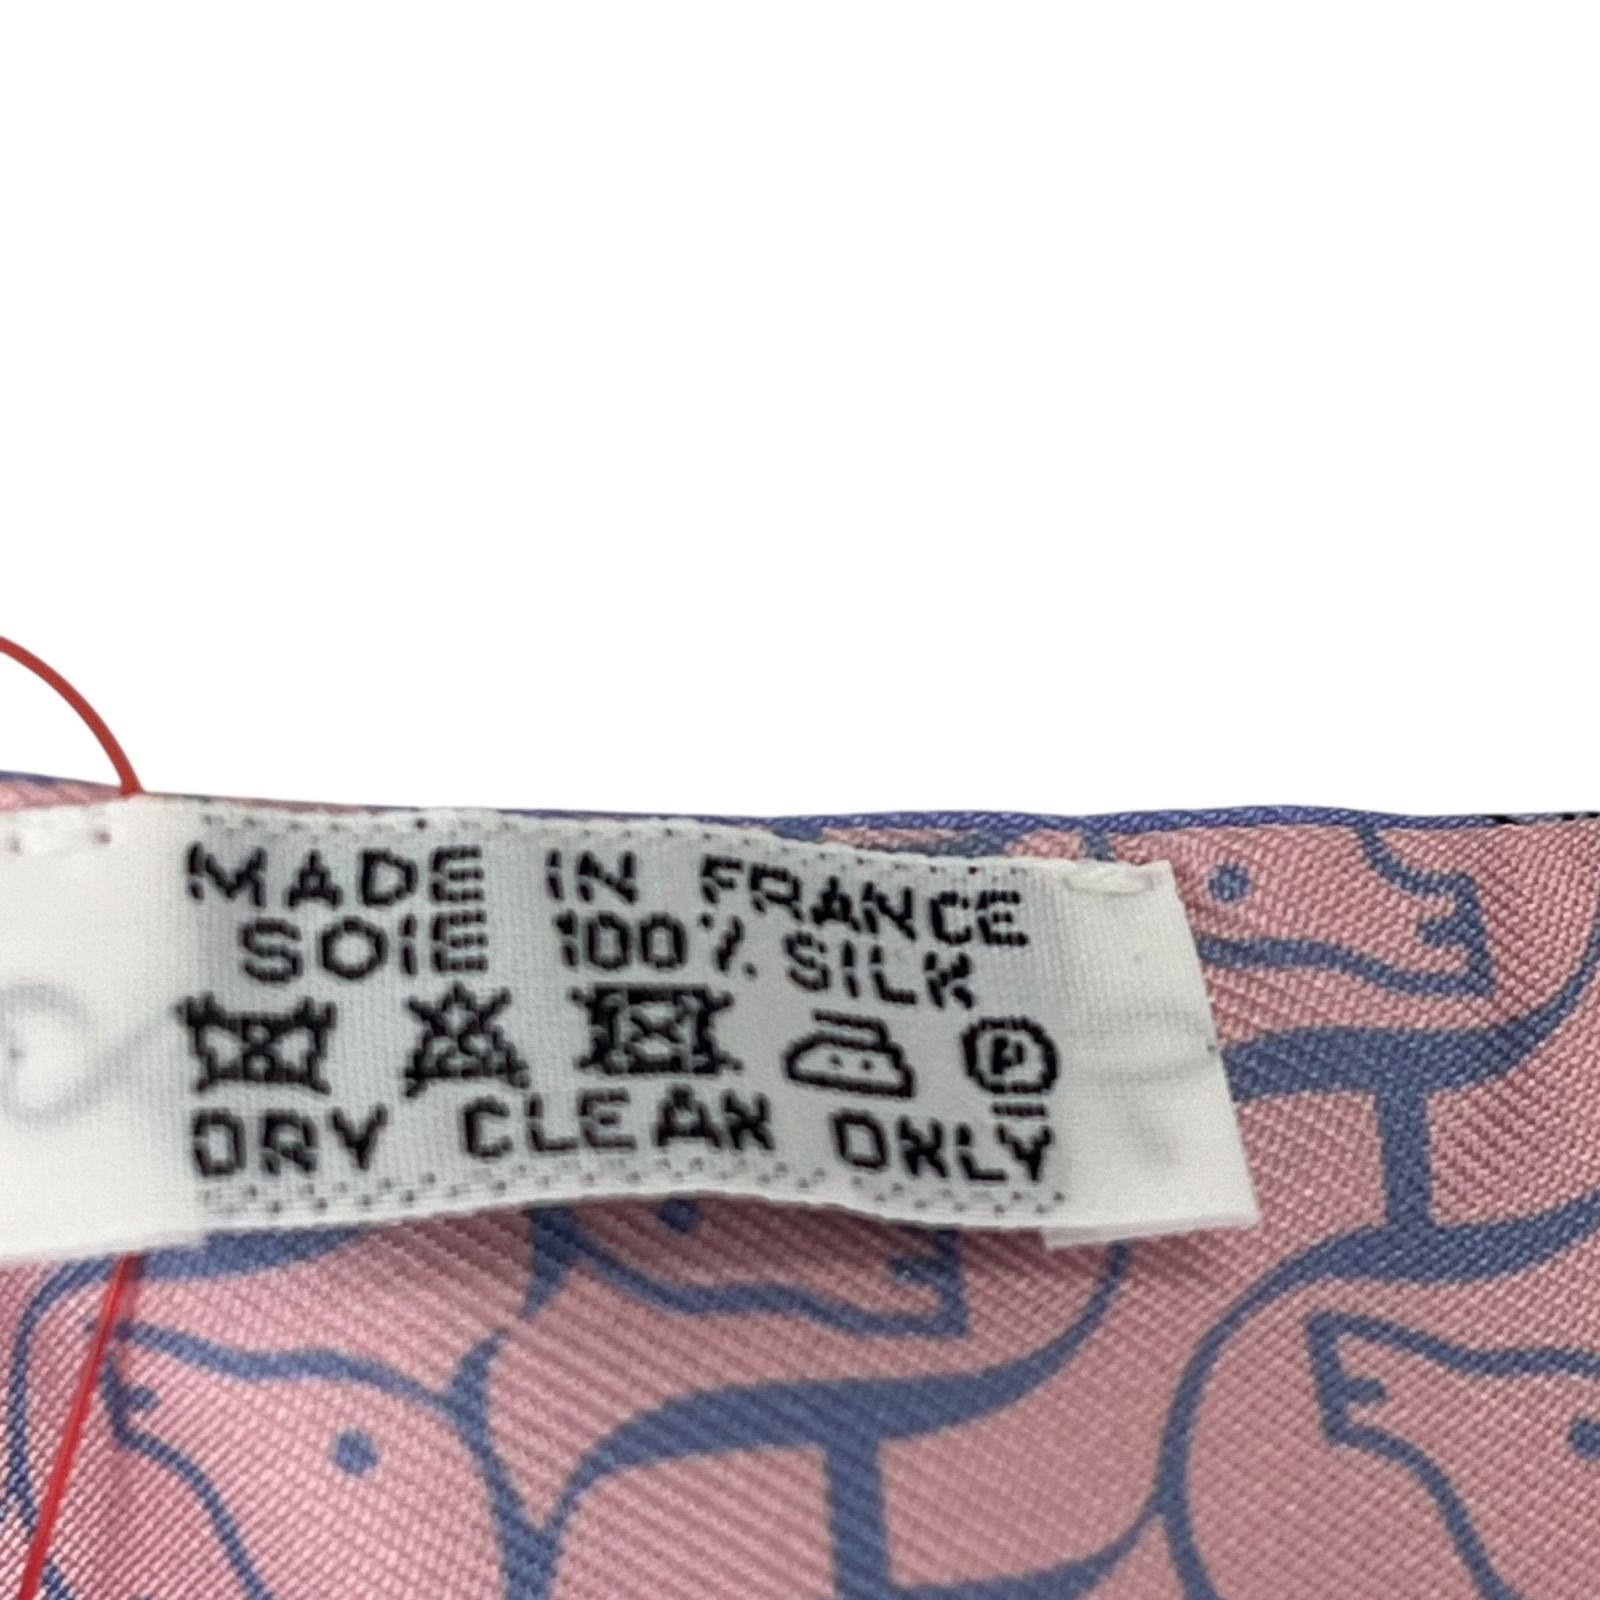 MADE IN FRANCE
SOIE 100% SILK
P
DRY CLEAN ONLY